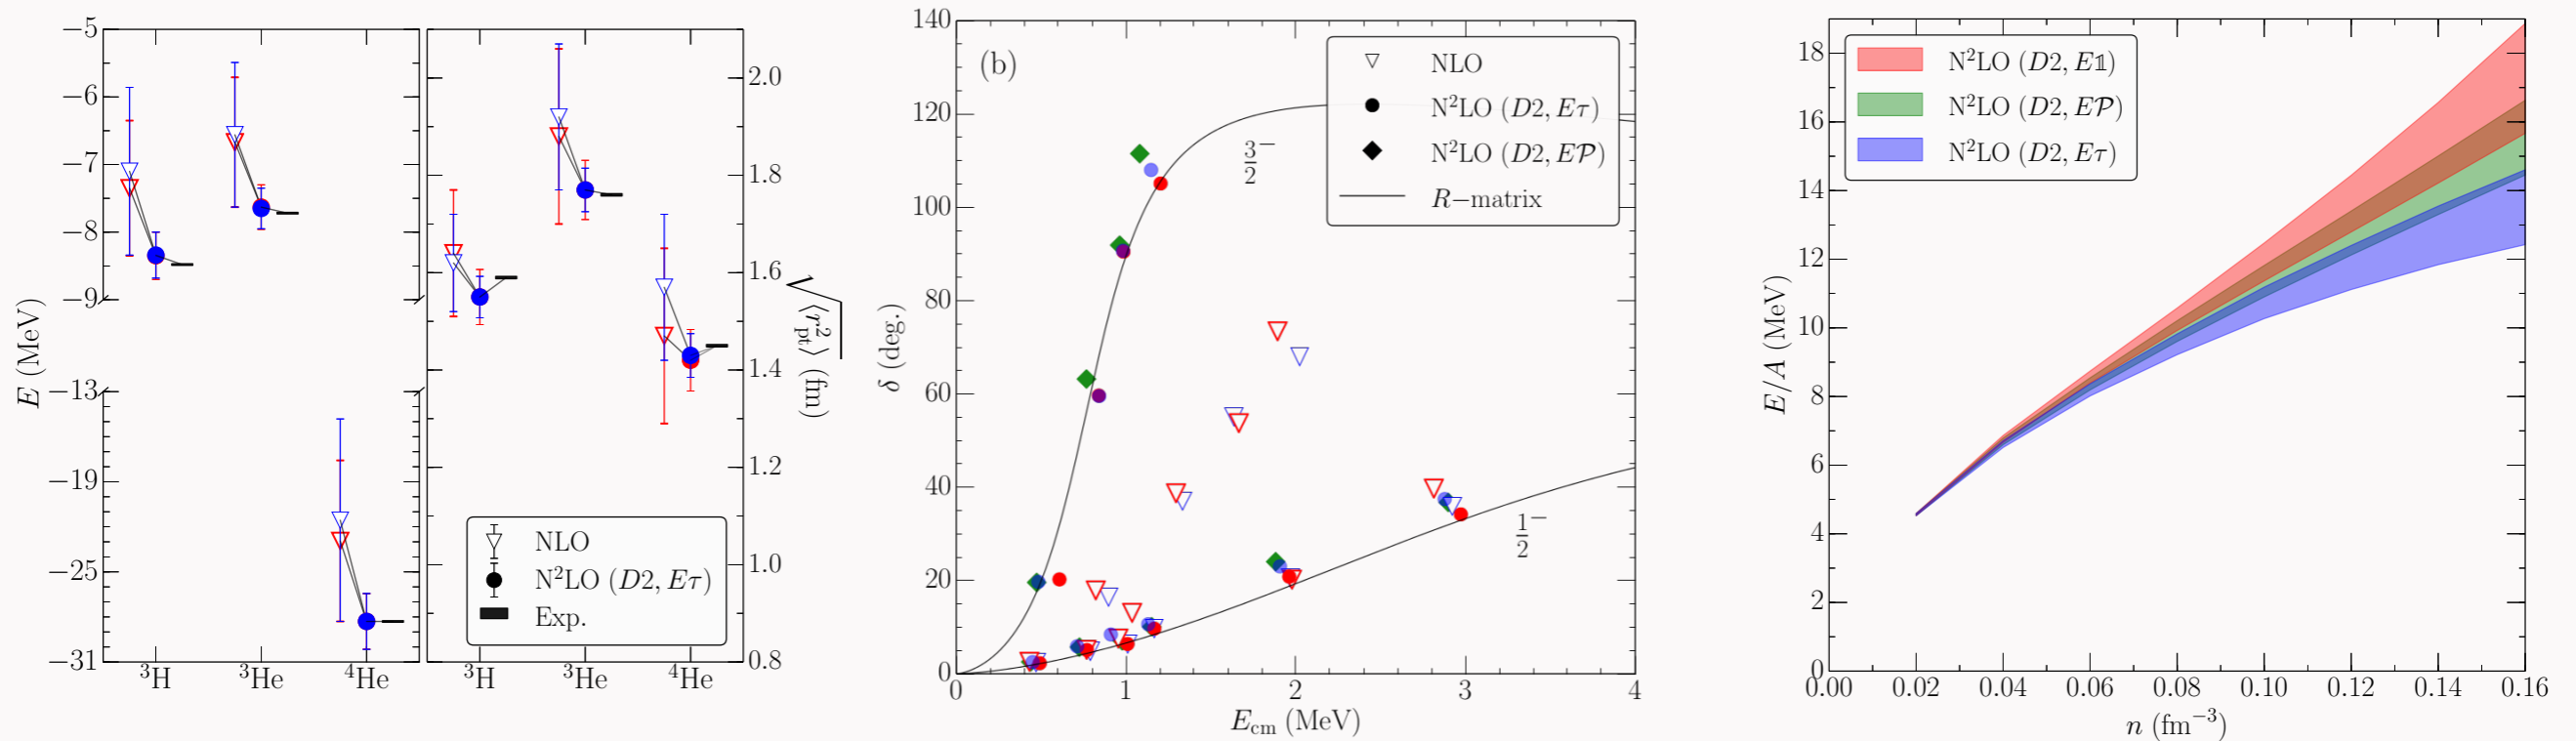 −5
−6
−7
−8
−9
−13
−19
−25
−31
E (MeV)
³H
³He
⁴He
³H
³He
⁴He
2.0
1.8
1.6
1.4
1.2
1.0
0.8
√⟨r²pt⟩ (fm)
NLO
N²LO (D2, Eτ)
Exp.
(b)
140
120
100
80
60
40
20
0
δ (deg.)
0
1
2
3
4
E_cm (MeV)
NLO
N²LO (D2, Eτ)
N²LO (D2, E𝒫)
R−matrix
3/2⁻
1/2⁻
18
16
14
12
10
8
6
4
2
0
E/A (MeV)
N²LO (D2, E𝟙)
N²LO (D2, E𝒫)
N²LO (D2, Eτ)
0.00
0.02
0.04
0.06
0.08
0.10
0.12
0.14
0.16
n (fm⁻³)